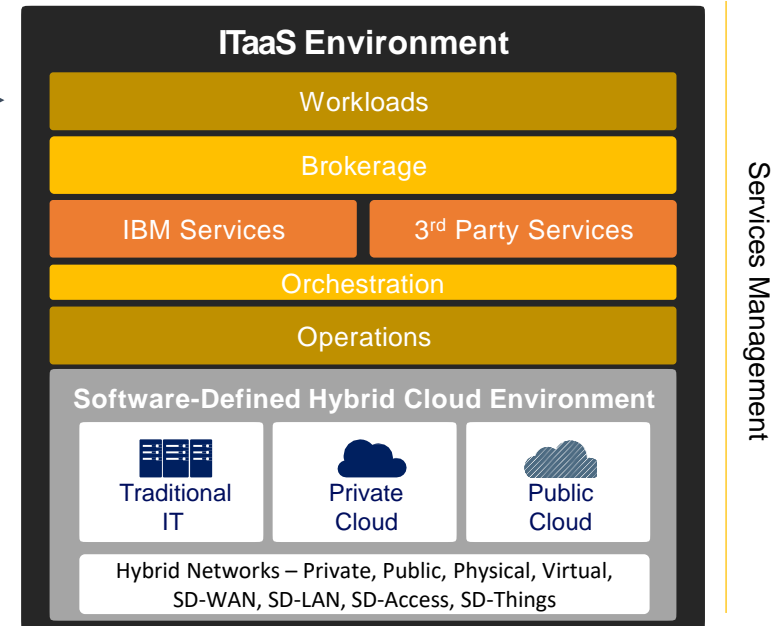 ITaaS Environment
Workloads
Brokerage
IBM Services
3rd Party Services
Orchestration
Operations
Software-Defined Hybrid Cloud Environment
Traditional
IT
Private
Cloud
Public
Cloud
Hybrid Networks – Private, Public, Physical, Virtual,
SD-WAN, SD-LAN, SD-Access, SD-Things
Services Management